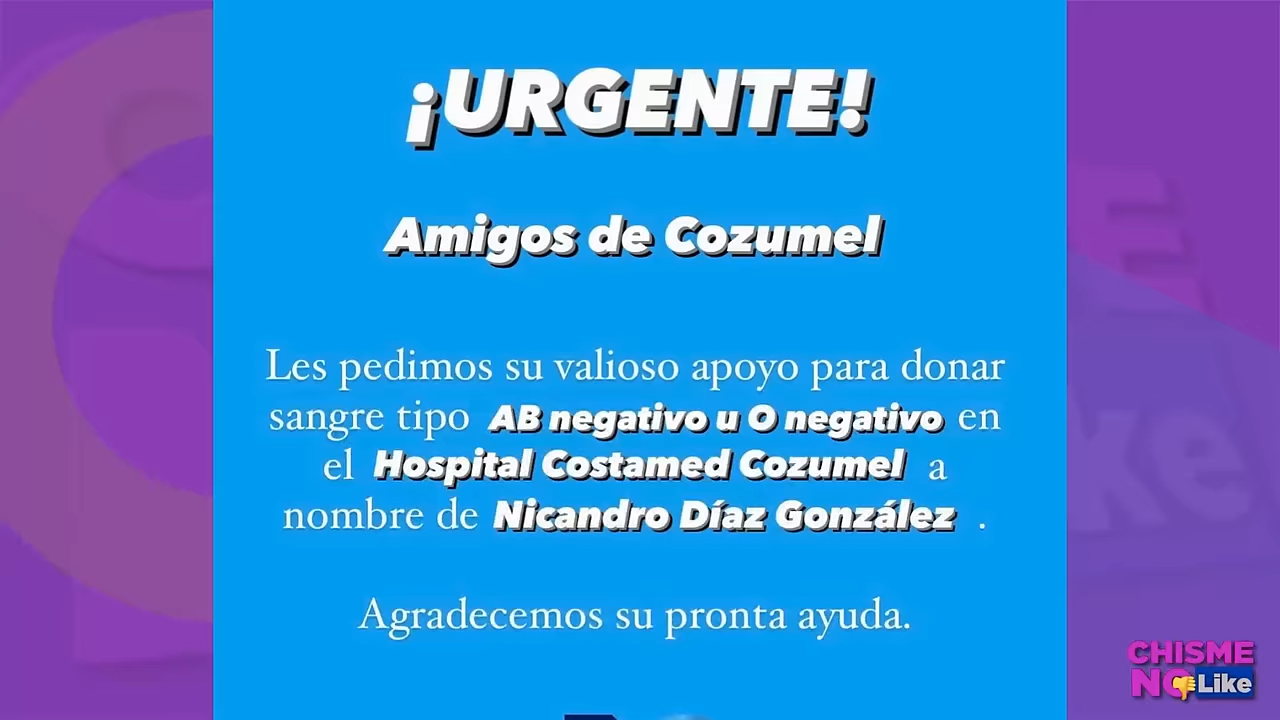 ¡URGENTE!
Amigos de Cozumel
Les pedimos su valioso apoyo para donar
sangre tipo AB negativo u O negativo en
el Hospital Costamed Cozumel a
nombre de Nicandro Díaz González .
Agradecemos su pronta ayuda.
CHISME
NO Like